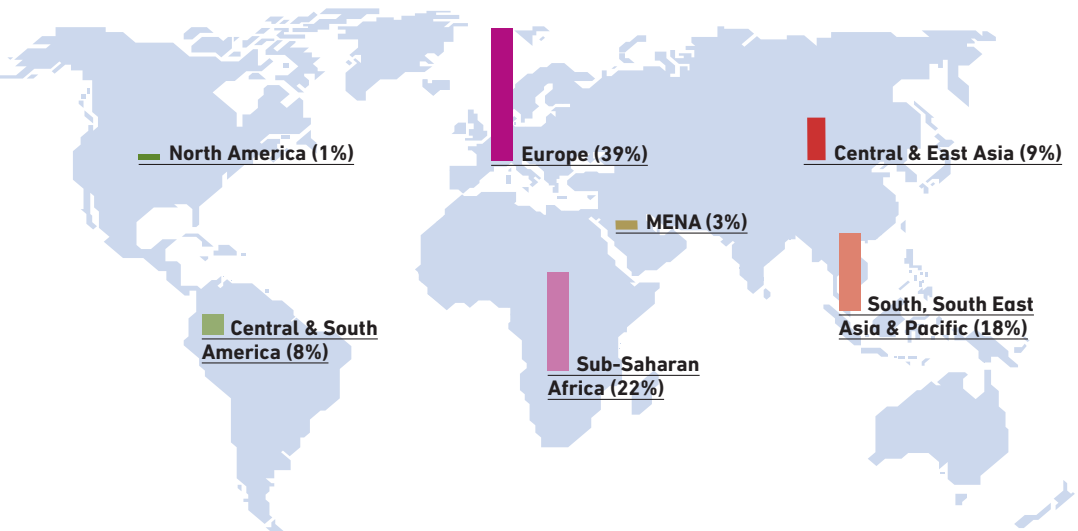 North America (1%)
Europe (39%)
Central & East Asia (9%)
MENA (3%)
South, South East
Asia & Pacific (18%)
Central & South
America (8%)
Sub-Saharan
Africa (22%)